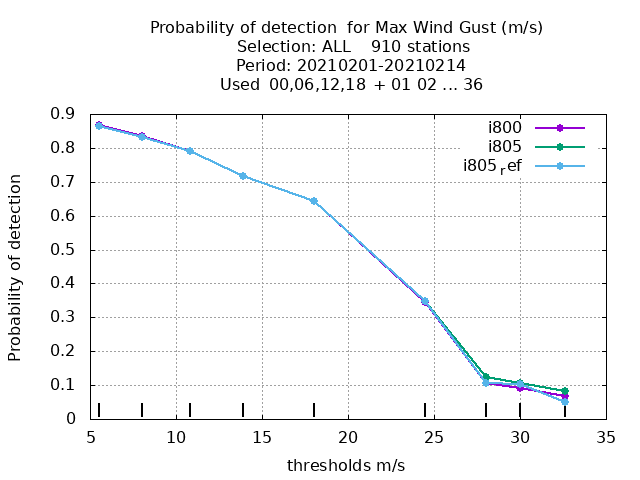 Probability of detection  for Max Wind Gust (m/s)
Selection: ALL    910 stations
Period: 20210201-20210214
Used  00,06,12,18 + 01 02 ... 36
i800
i805
i805ref
Probability of detection
0.9
0.8
0.7
0.6
0.5
0.4
0.3
0.2
0.1
0
5 10 15 20 25 30 35
thresholds m/s